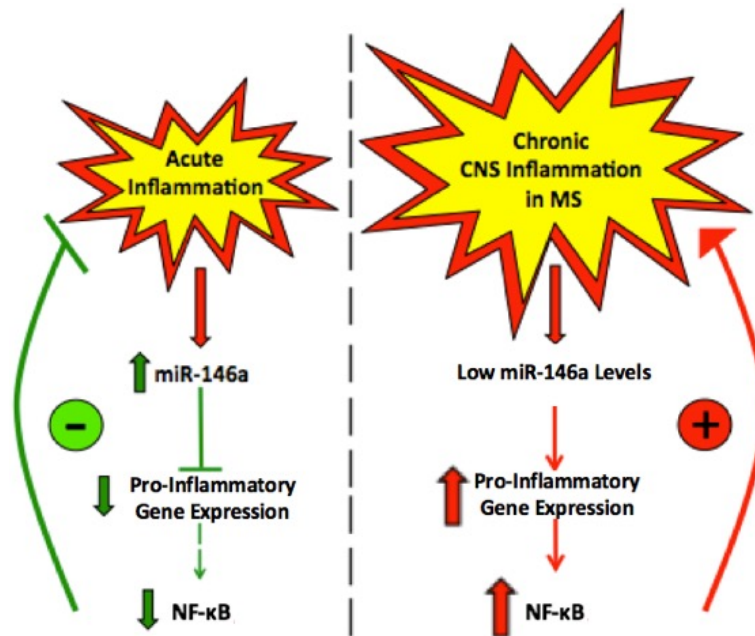 Acute
Inflammation
miR-146a
-
Pro-Inflammatory
Gene Expression
NF-κB
Chronic
CNS Inflammation
in MS
Low miR-146a Levels
+
Pro-Inflammatory
Gene Expression
NF-κB